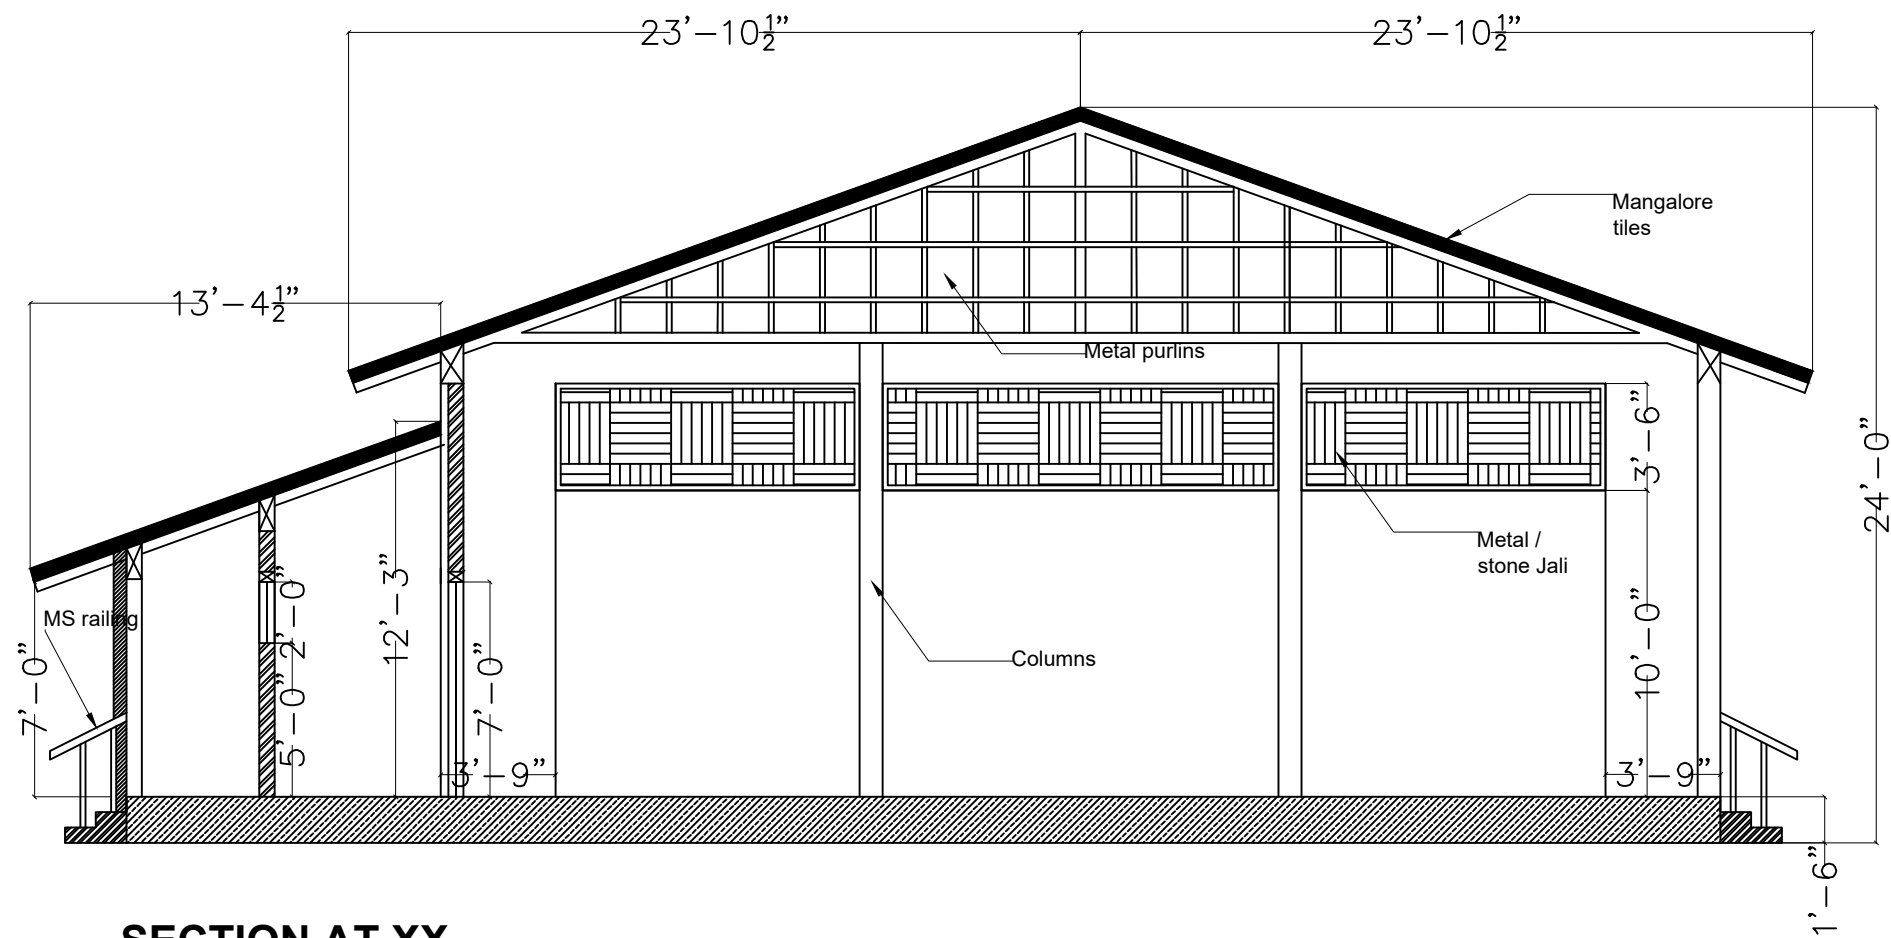 23'-10½" 23'-10½"
Mangalore
tiles
13'-4½"
Metal purlins
3'-6"
24'-0"
Metal /
stone Jali
MS railing
2'-0"
12'-3"
10'-0"
Columns
7'-0"
5'-0"
7'-0"
3'-9" 3'-9"
1'-6"
SECTION AT XX